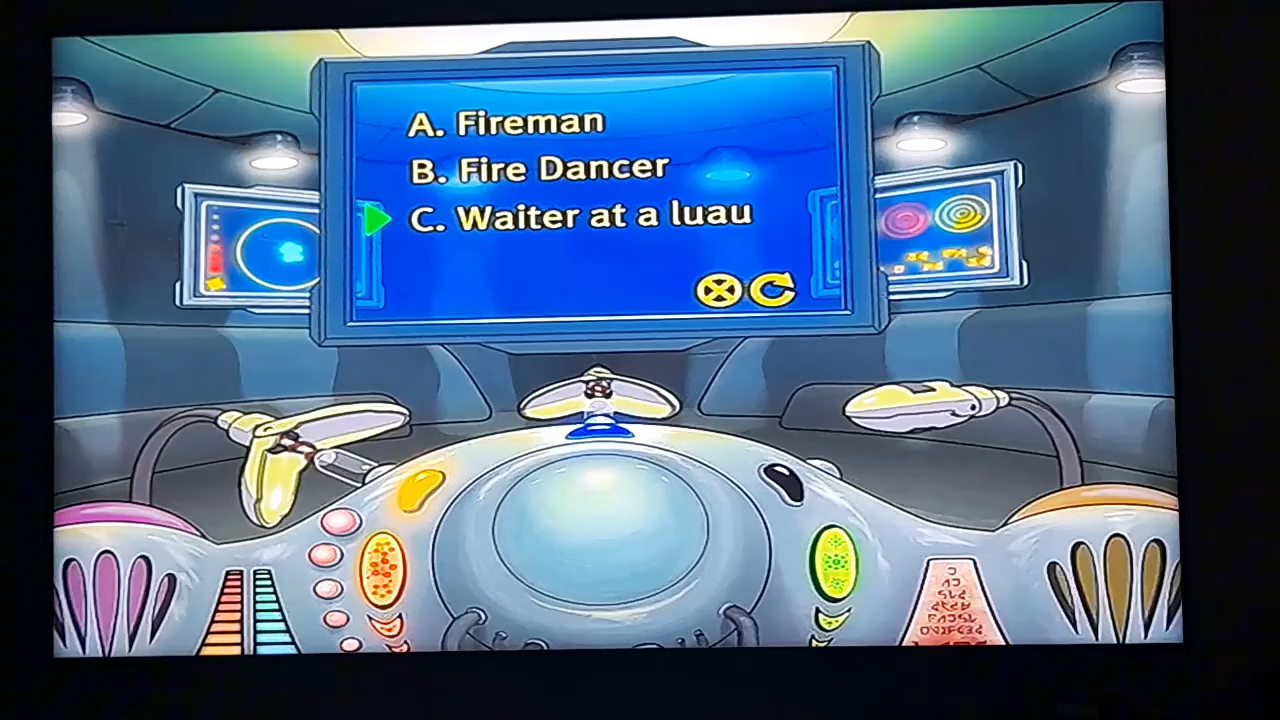 A. Fireman
B. Fire Dancer
C. Waiter at a luau